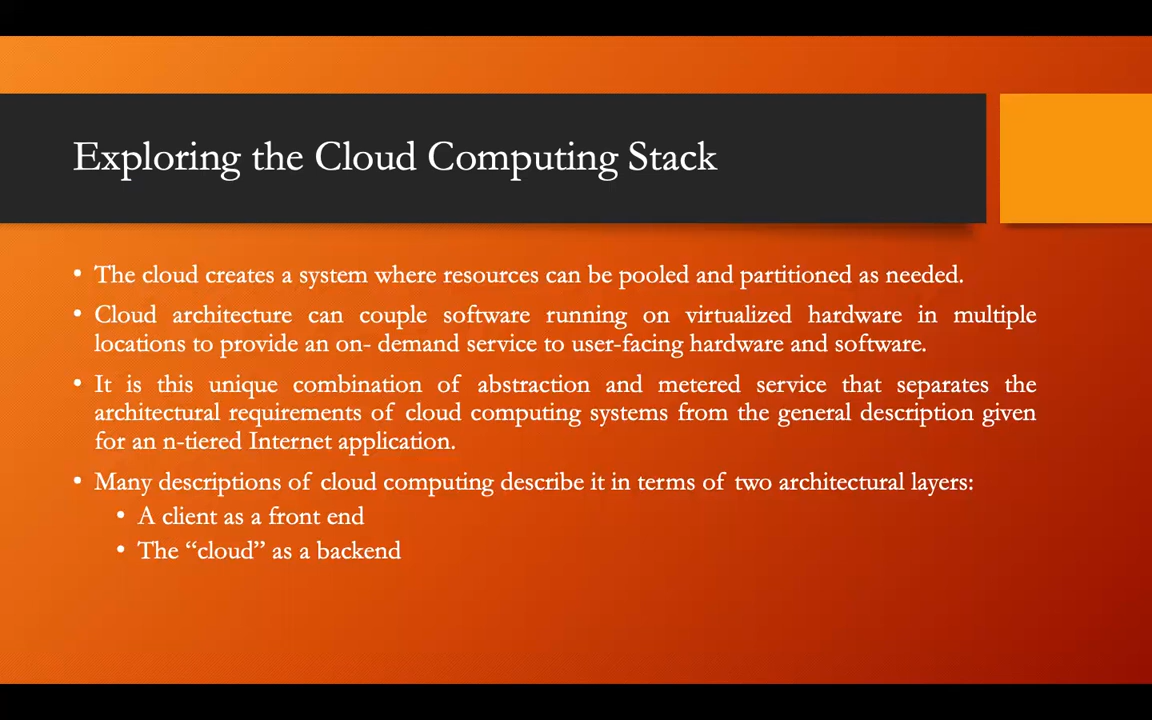 Exploring the Cloud Computing Stack
• The cloud creates a system where resources can be pooled and partitioned as needed.
• Cloud architecture can couple software running on virtualized hardware in multiple
locations to provide an on- demand service to user-facing hardware and software.
• It is this unique combination of abstraction and metered service that separates the
architectural requirements of cloud computing systems from the general description given
for an n-tiered Internet application.
• Many descriptions of cloud computing describe it in terms of two architectural layers:
• A client as a front end
• The “cloud” as a backend